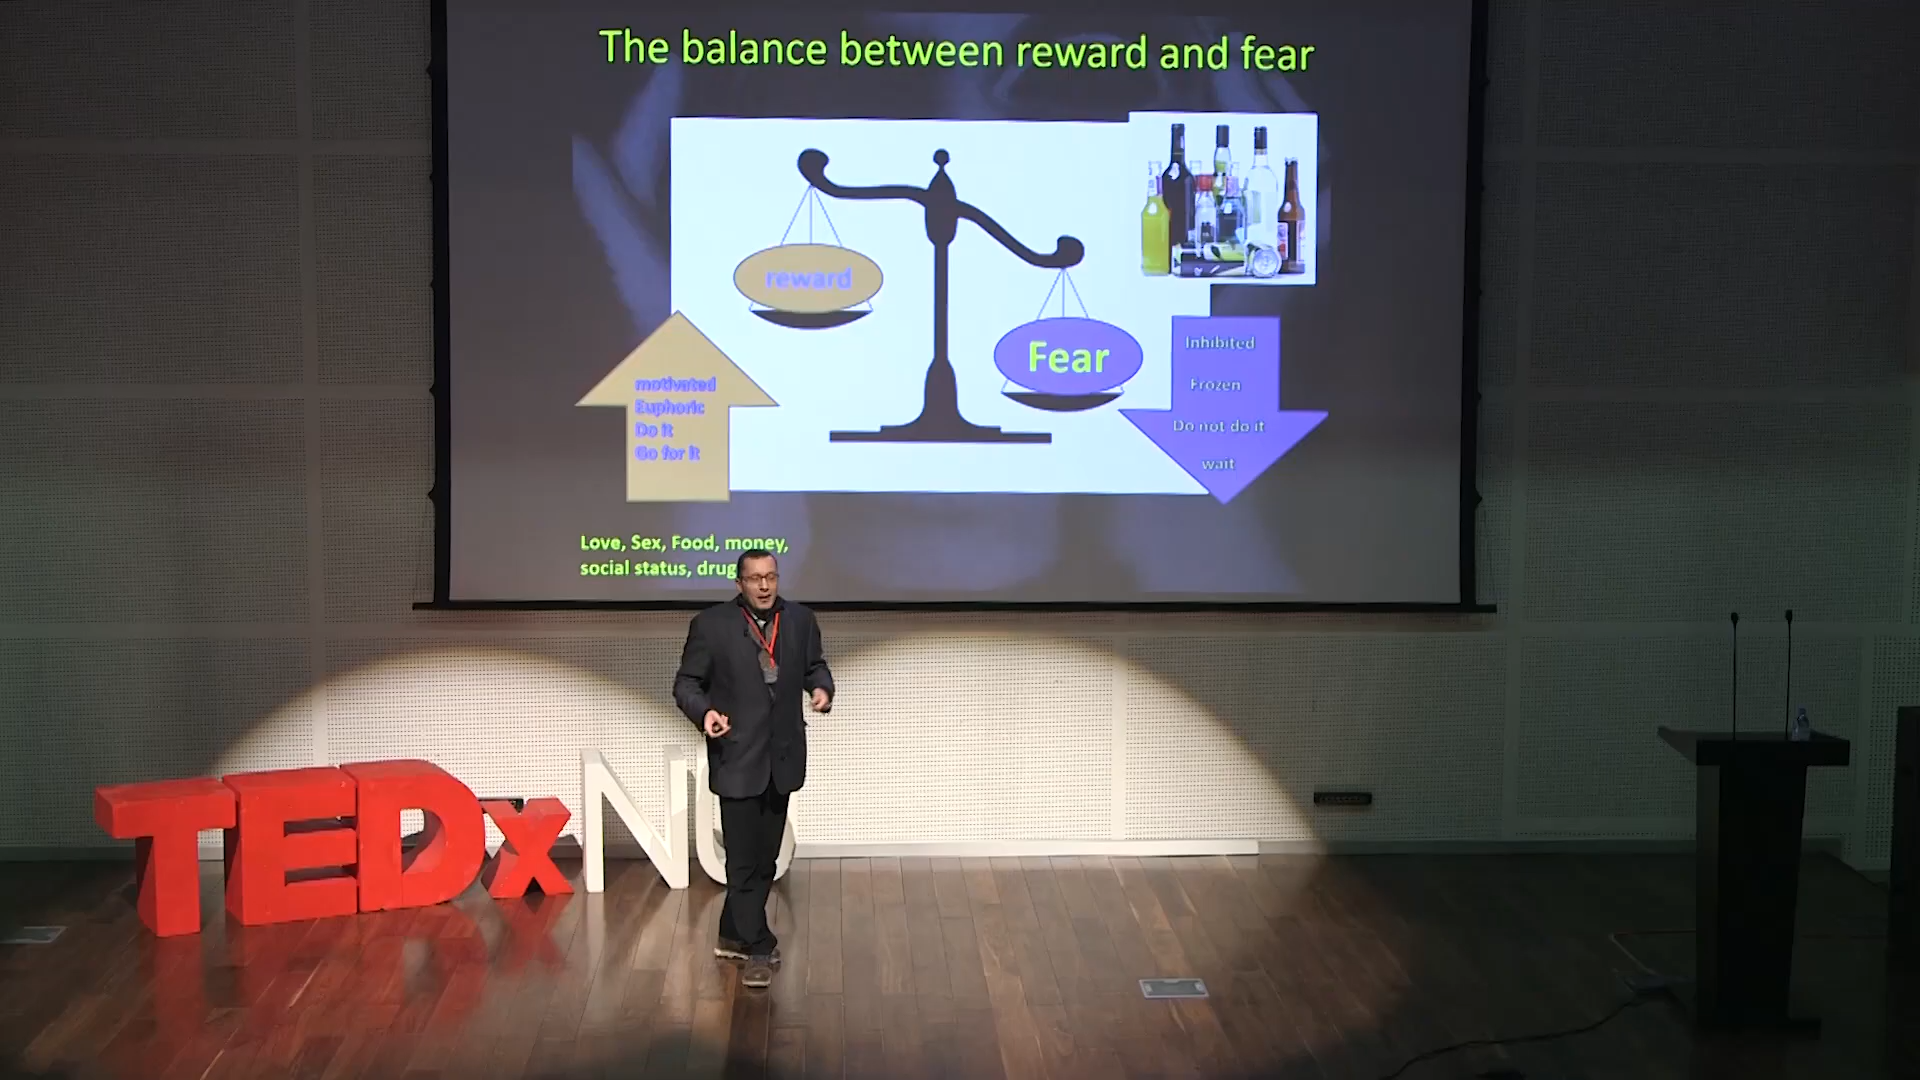 The balance between reward and fear
reward
Fear
motivated
Euphoric
Do it
Go for it
Inhibited
Frozen
Do not do it
wait
Love, Sex, Food, money,
social status, drug
TEDxNU